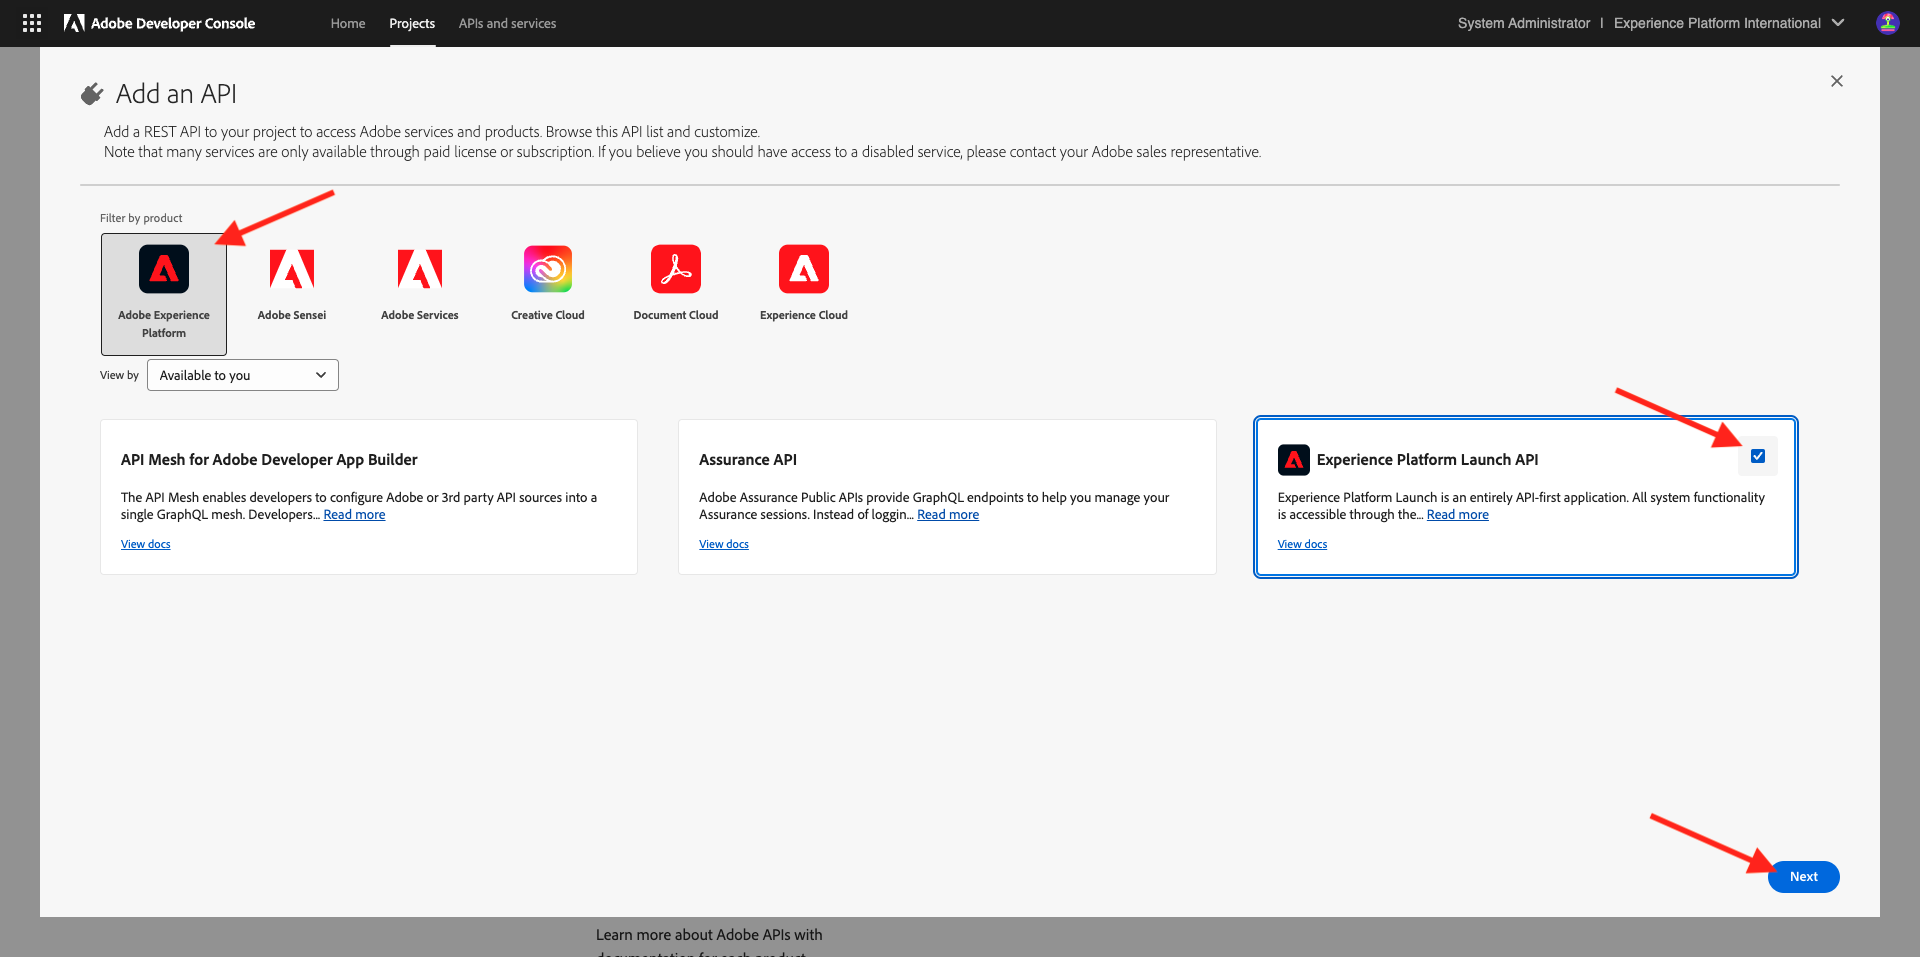 Adobe Developer Console
Home
Projects
APIs and services
System Administrator | Experience Platform International
Add an API
Add a REST API to your project to access Adobe services and products. Browse this API list and customize.
Note that many services are only available through paid license or subscription. If you believe you should have access to a disabled service, please contact your Adobe sales representative.
Filter by product
Adobe Experience
Platform
Adobe Sensei
Adobe Services
Creative Cloud
Document Cloud
Experience Cloud
View by
Available to you
API Mesh for Adobe Developer App Builder
The API Mesh enables developers to configure Adobe or 3rd party API sources into a
single GraphQL mesh. Developers... Read more
View docs
Assurance API
Adobe Assurance Public APIs provide GraphQL endpoints to help you manage your
Assurance sessions. Instead of loggin... Read more
View docs
Experience Platform Launch API
Experience Platform Launch is an entirely API-first application. All system functionality
is accessible through the... Read more
View docs
Next
Learn more about Adobe APIs with
documentation for each product